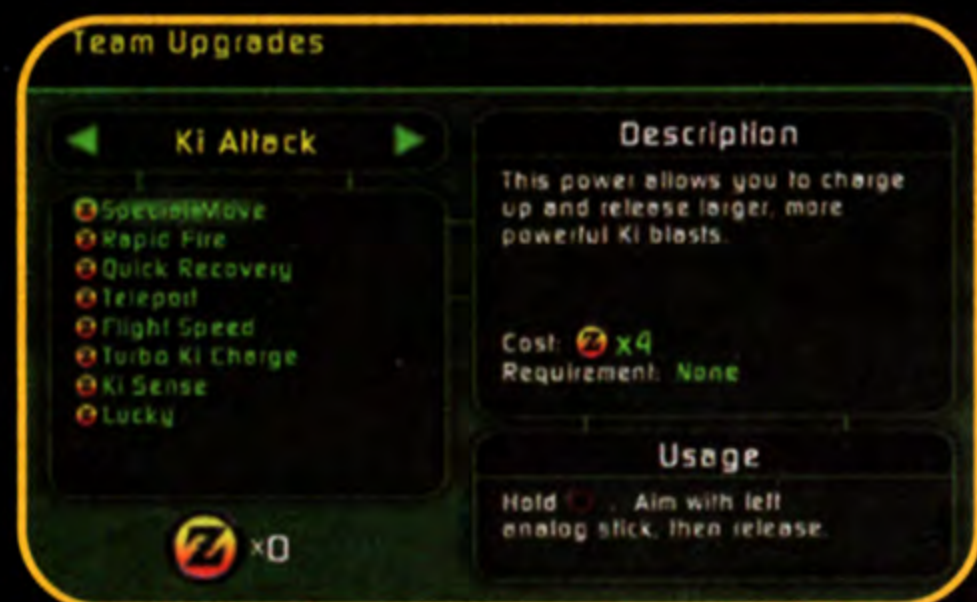 Team Upgrades
Ki Attack
Special Move
Rapid Fire
Quick Recovery
Teleport
Flight Speed
Turbo Ki Charge
Ki Sense
Lucky
Z x0
Description
This power allows you to charge
up and release larger, more
powerful Ki blasts.
Cost: Z x4
Requirement: None
Usage
Hold . Aim with left
analog stick, then release.